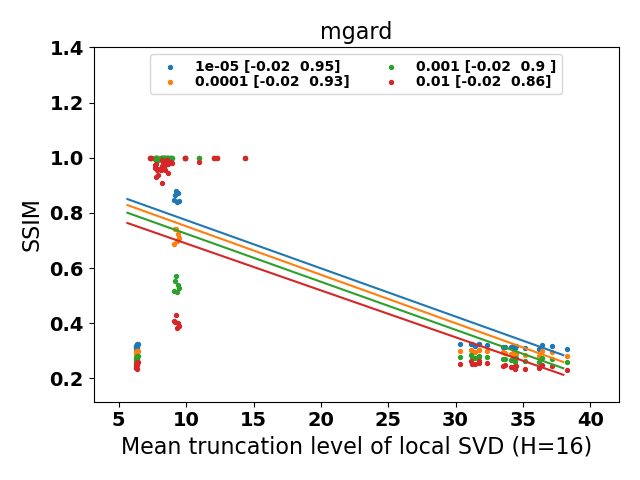 mgard
1.4
1e-05 [-0.02  0.95]
0.0001 [-0.02  0.93]
0.001 [-0.02  0.9 ]
0.01 [-0.02  0.86]
1.2
1.0
0.8
0.6
0.4
0.2
SSIM
5 10 15 20 25 30 35 40
Mean truncation level of local SVD (H=16)